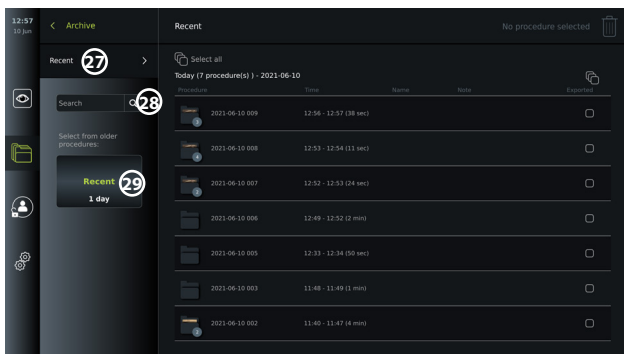 12:57
10 Jun
Archive
Recent
No procedure selected
Recent
27
Select all
Today (7 procedure(s) ) - 2021-06-10
Procedure Time Name Note Exported
Search
28
2021-06-10 009 12:56 - 12:57 (38 sec)
3
Select from older
procedures:
2021-06-10 008 12:53 - 12:54 (11 sec)
4
Recent
29
1 day
2021-06-10 007 12:52 - 12:53 (24 sec)
2
2021-06-10 006 12:49 - 12:52 (2 min)
2021-06-10 005 12:33 - 12:34 (50 sec)
2021-06-10 003 11:48 - 11:49 (1 min)
2021-06-10 002 11:40 - 11:47 (4 min)
2